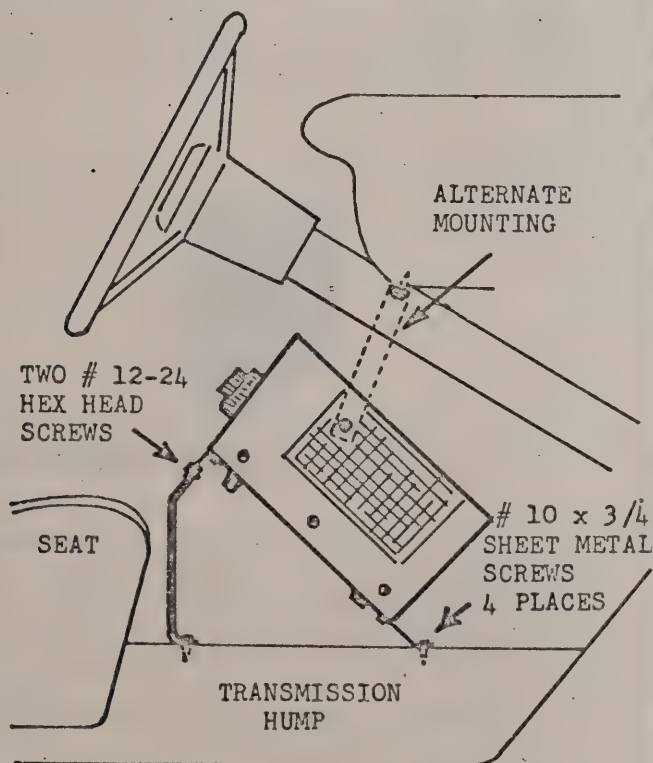 ALTERNATE
MOUNTING
TWO # 12-24
HEX HEAD
SCREWS
SEAT
# 10 x 3/4
SHEET METAL
SCREWS
4 PLACES
TRANSMISSION
HUMP